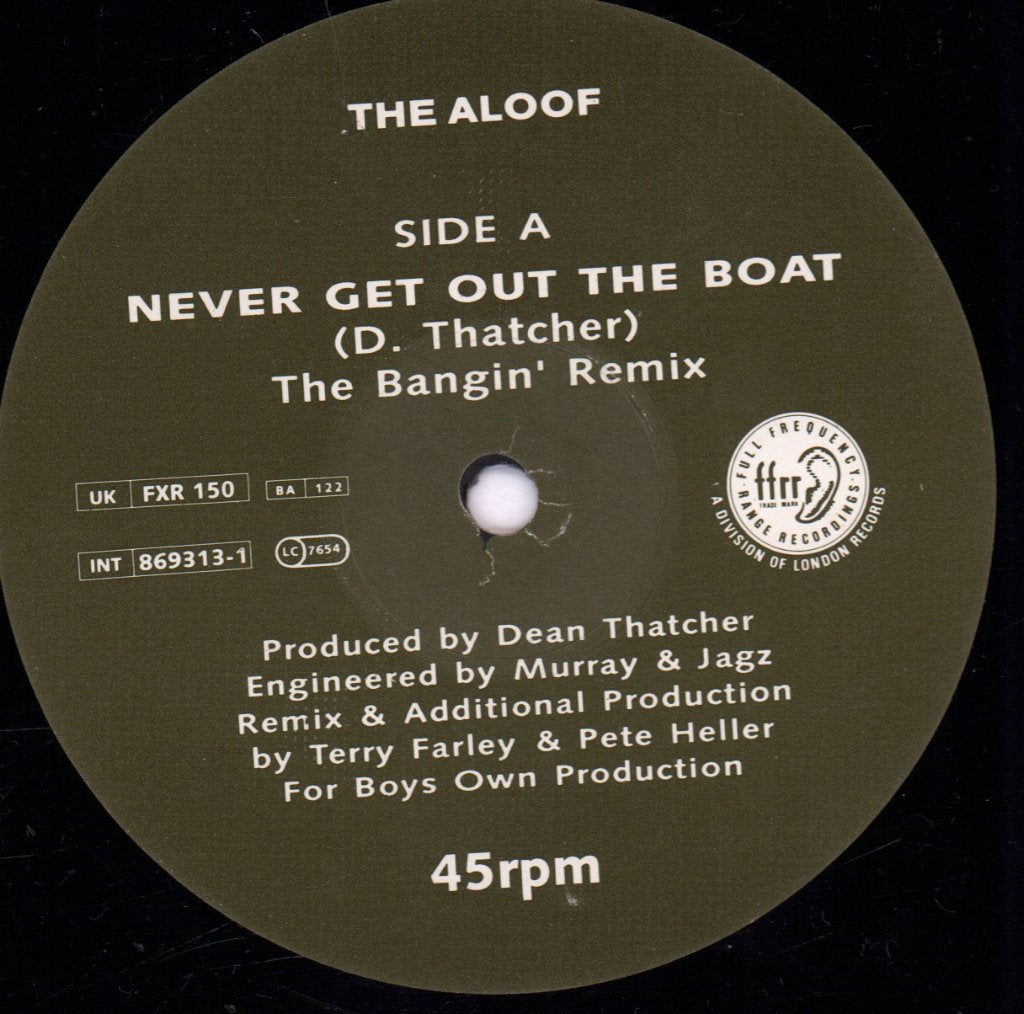 THE ALOOF
SIDE A
NEVER GET OUT THE BOAT
(D. Thatcher)
The Bangin' Remix
UK FXR 150 BA 122
INT 869313-1 LC 7654
FULL FREQUENCY
ffrr
TRADE MARK
RANGE RECORDINGS
A DIVISION OF LONDON RECORDS
Produced by Dean Thatcher
Engineered by Murray & Jagz
Remix & Additional Production
by Terry Farley & Pete Heller
For Boys Own Production
45rpm